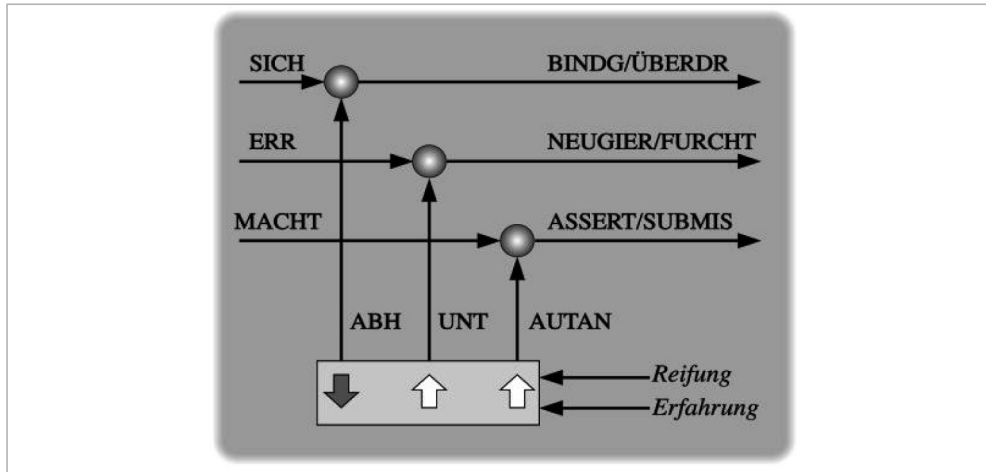 SICH BINDG/ÜBERDR
ERR NEUGIER/FURCHT
MACHT ASSERT/SUBMIS
ABH UNT AUTAN
Reifung
Erfahrung